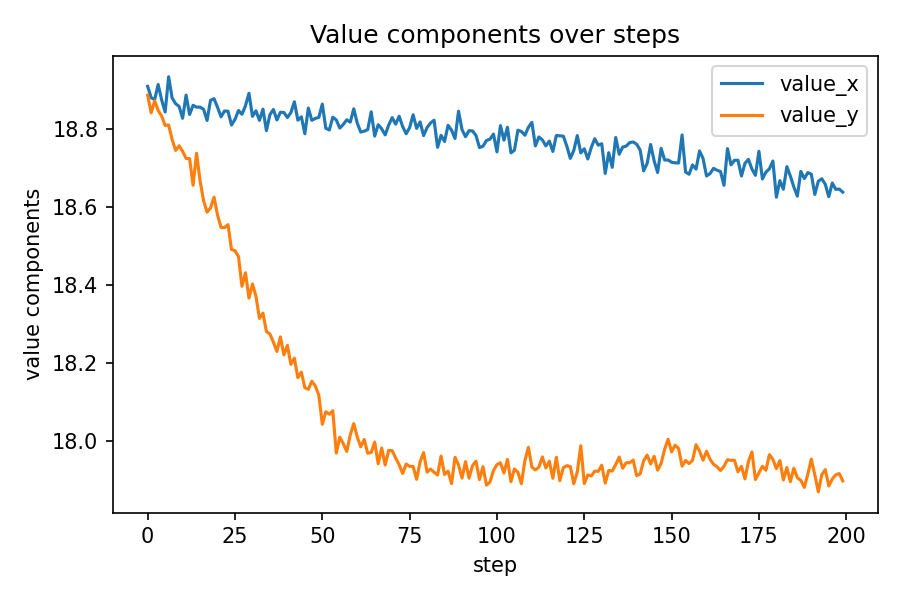 Value components over steps
value_x
value_y
value components
18.8
18.6
18.4
18.2
18.0
0 25 50 75 100 125 150 175 200
step